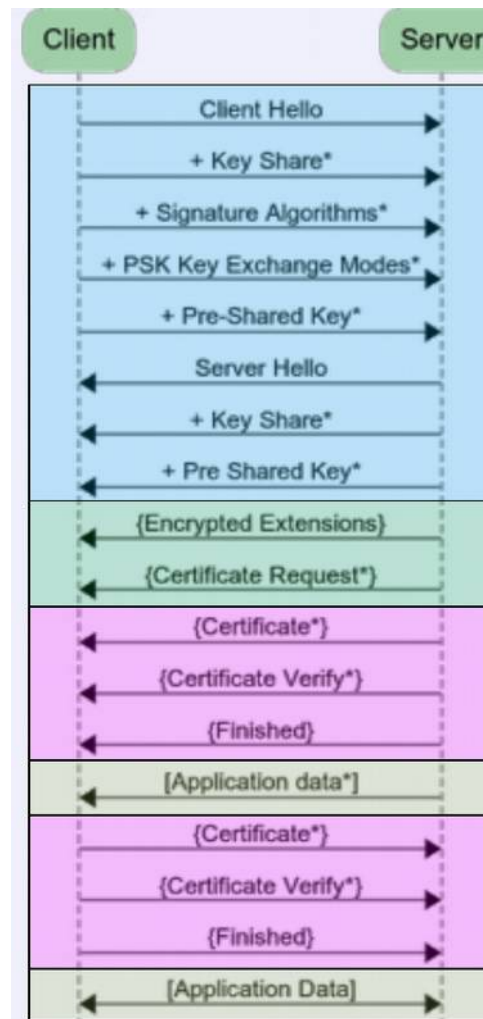 Client Server
Client Hello
+ Key Share*
+ Signature Algorithms*
+ PSK Key Exchange Modes*
+ Pre-Shared Key*
Server Hello
+ Key Share*
+ Pre Shared Key*
{Encrypted Extensions}
{Certificate Request*}
{Certificate*}
{Certificate Verify*}
{Finished}
[Application data*]
{Certificate*}
{Certificate Verify*}
{Finished}
[Application Data]